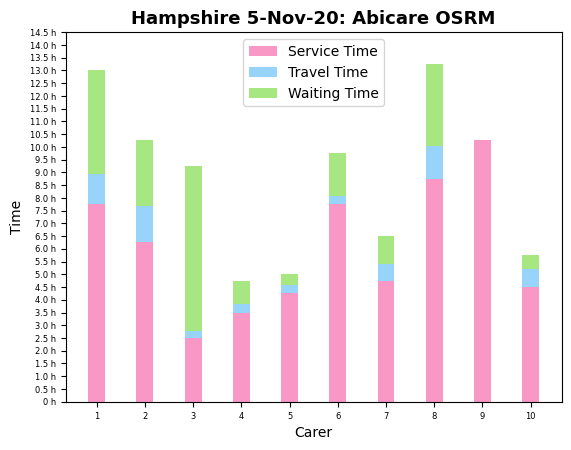 Hampshire 5-Nov-20: Abicare OSRM
Service Time
Travel Time
Waiting Time
Time
14.5 h
14.0 h
13.5 h
13.0 h
12.5 h
12.0 h
11.5 h
11.0 h
10.5 h
10.0 h
9.5 h
9.0 h
8.5 h
8.0 h
7.5 h
7.0 h
6.5 h
6.0 h
5.5 h
5.0 h
4.5 h
4.0 h
3.5 h
3.0 h
2.5 h
2.0 h
1.5 h
1.0 h
0.5 h
0 h
1 2 3 4 5 6 7 8 9 10
Carer